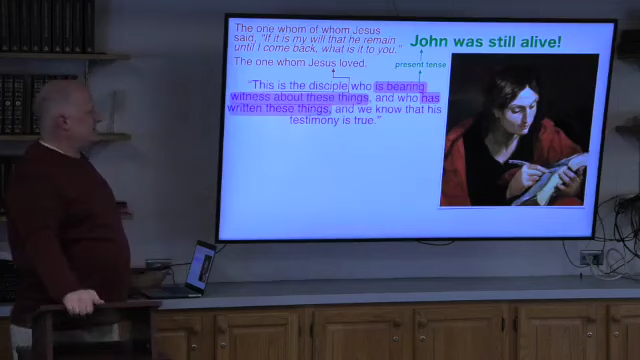 The one whom of whom Jesus
said, "If it is my will that he remain
until I come back, what is it to you."
The one whom Jesus loved.
John was still alive!
present tense
"This is the disciple who is bearing
witness about these things, and who has
written these things, and we know that his
testimony is true."